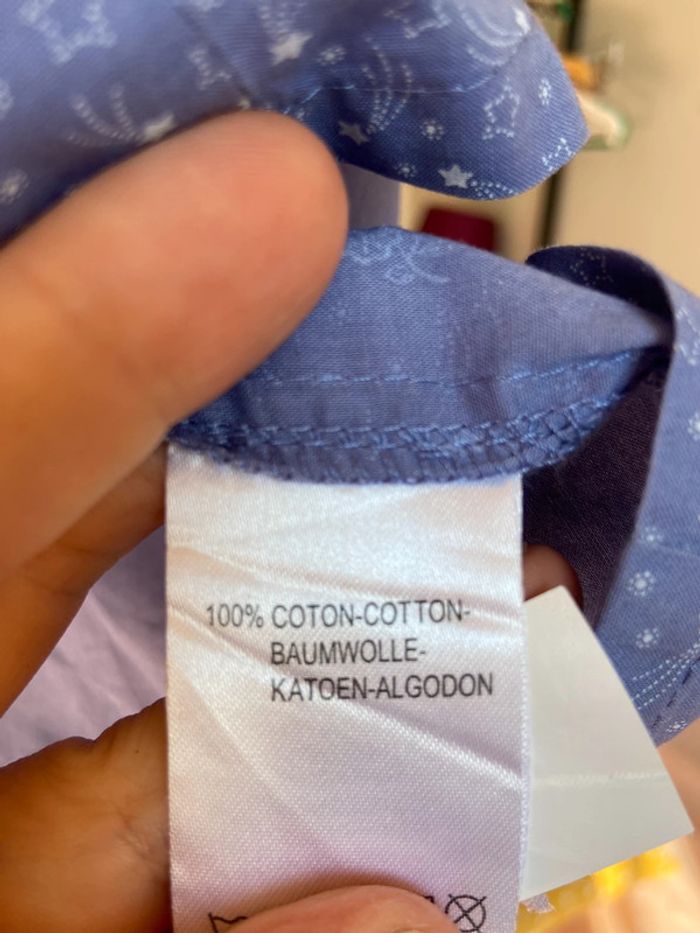 100% COTON-COTTON-
BAUMWOLLE-
KATOEN-ALGODON